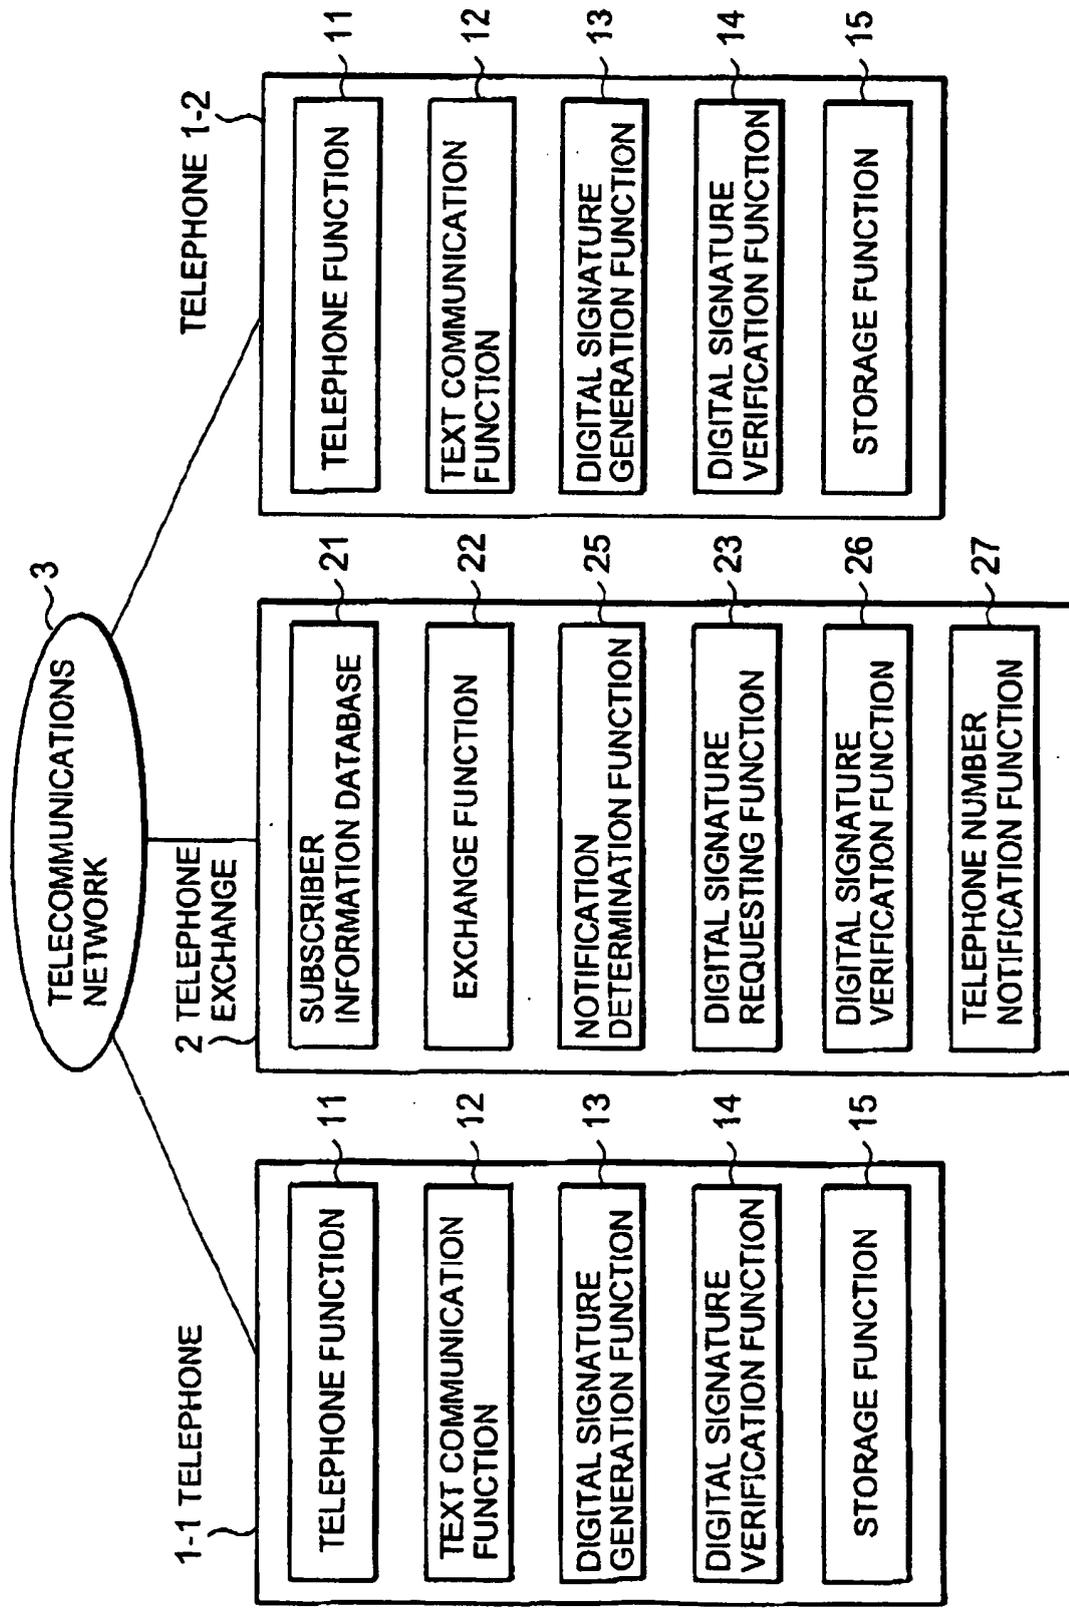 3
TELECOMMUNICATIONS
NETWORK
1-1 TELEPHONE
TELEPHONE FUNCTION
11
TEXT COMMUNICATION
FUNCTION
12
DIGITAL SIGNATURE
GENERATION FUNCTION
13
DIGITAL SIGNATURE
VERIFICATION FUNCTION
14
STORAGE FUNCTION
15
2 TELEPHONE
EXCHANGE
SUBSCRIBER
INFORMATION DATABASE
21
EXCHANGE FUNCTION
22
NOTIFICATION
DETERMINATION FUNCTION
25
DIGITAL SIGNATURE
REQUESTING FUNCTION
23
DIGITAL SIGNATURE
VERIFICATION FUNCTION
26
TELEPHONE NUMBER
NOTIFICATION FUNCTION
27
TELEPHONE 1-2
TELEPHONE FUNCTION
11
TEXT COMMUNICATION
FUNCTION
12
DIGITAL SIGNATURE
GENERATION FUNCTION
13
DIGITAL SIGNATURE
VERIFICATION FUNCTION
14
STORAGE FUNCTION
15